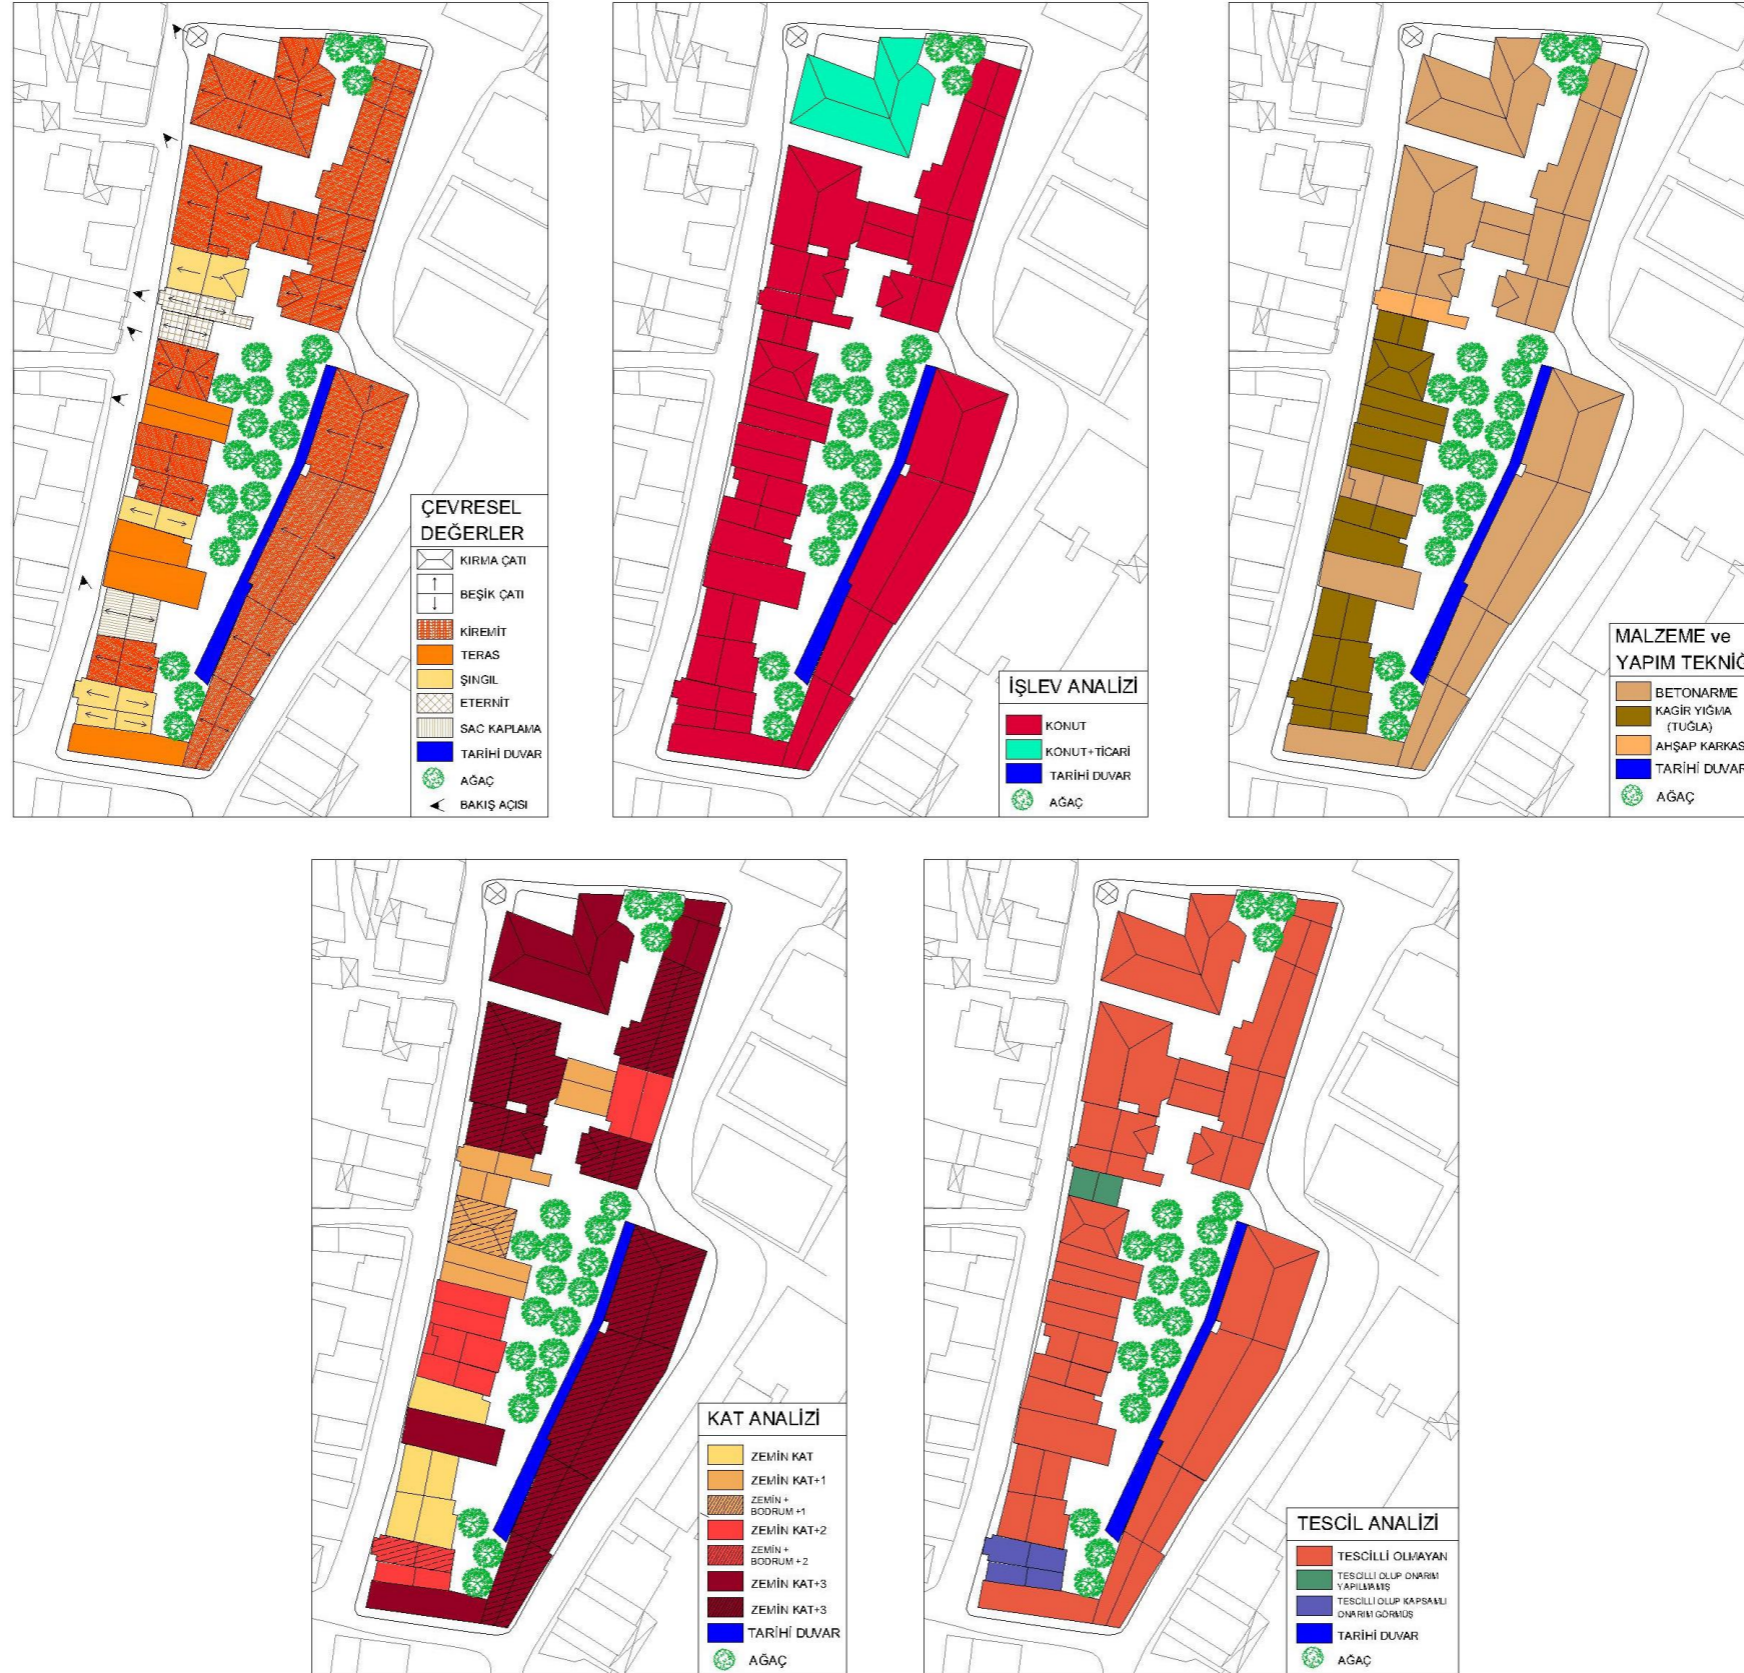 ÇEVRESEL
DEĞERLER
KIRMA ÇATI
BEŞİK ÇATI
KİREMİT
TERAS
ŞINGIL
ETERNİT
SAC KAPLAMA
TARİHİ DUVAR
AĞAÇ
BAKIŞ AÇISI
İŞLEV ANALİZİ
KONUT
KONUT+TİCARİ
TARİHİ DUVAR
AĞAÇ
MALZEME ve
YAPIM TEKNİĞ
BETONARME
KAGİR YIĞMA
(TUĞLA)
AHŞAP KARKAS
TARİHİ DUVAR
AĞAÇ
KAT ANALİZİ
ZEMİN KAT
ZEMİN KAT+1
ZEMİN +
BODRUM +1
ZEMİN KAT+2
ZEMİN +
BODRUM +2
ZEMİN KAT+3
ZEMİN KAT+3
TARİHİ DUVAR
AĞAÇ
TESCİL ANALİZİ
TESCİLLİ OLMAYAN
TESCİLLİ OLUP ONARIM
YAPILMAMIŞ
TESCİLLİ OLUP KAPSAMLI
ONARIM GÖRMÜŞ
TARİHİ DUVAR
AĞAÇ